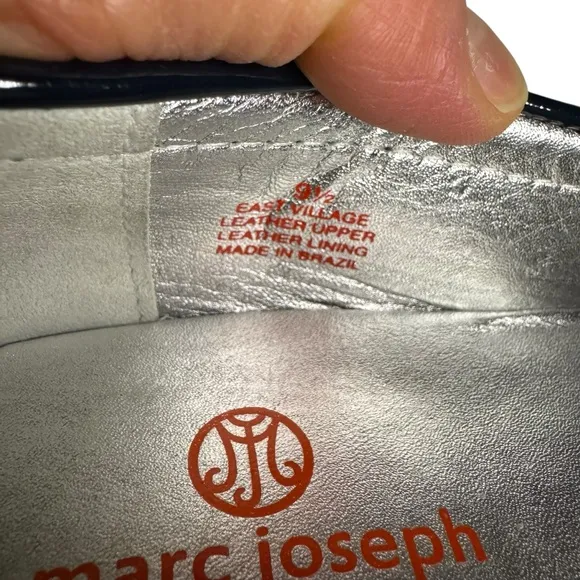 9½
EAST VILLAGE
LEATHER UPPER
LEATHER LINING
MADE IN BRAZIL
marc joseph